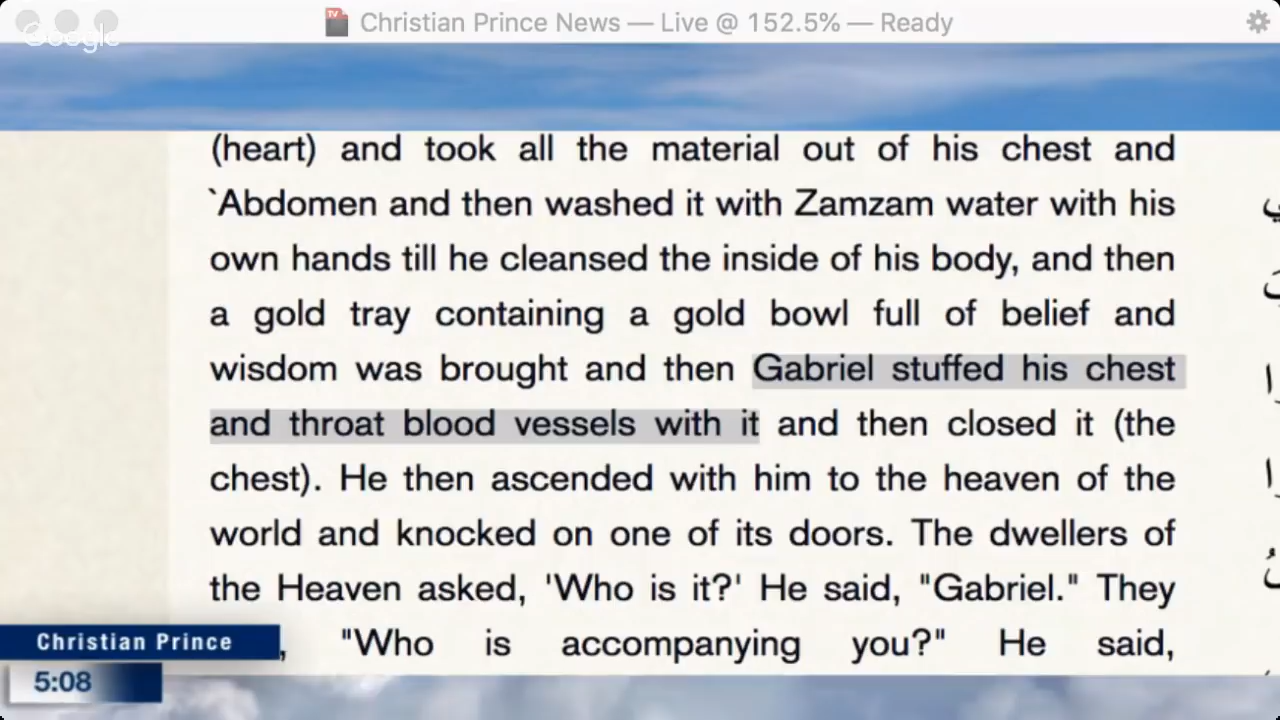 Christian Prince News — Live @ 152.5% — Ready
Google
(heart) and took all the material out of his chest and
`Abdomen and then washed it with Zamzam water with his
own hands till he cleansed the inside of his body, and then
a gold tray containing a gold bowl full of belief and
wisdom was brought and then Gabriel stuffed his chest
and throat blood vessels with it and then closed it (the
chest). He then ascended with him to the heaven of the
world and knocked on one of its doors. The dwellers of
the Heaven asked, 'Who is it?' He said, "Gabriel." They
, "Who is accompanying you?" He said,
Christian Prince
5:08